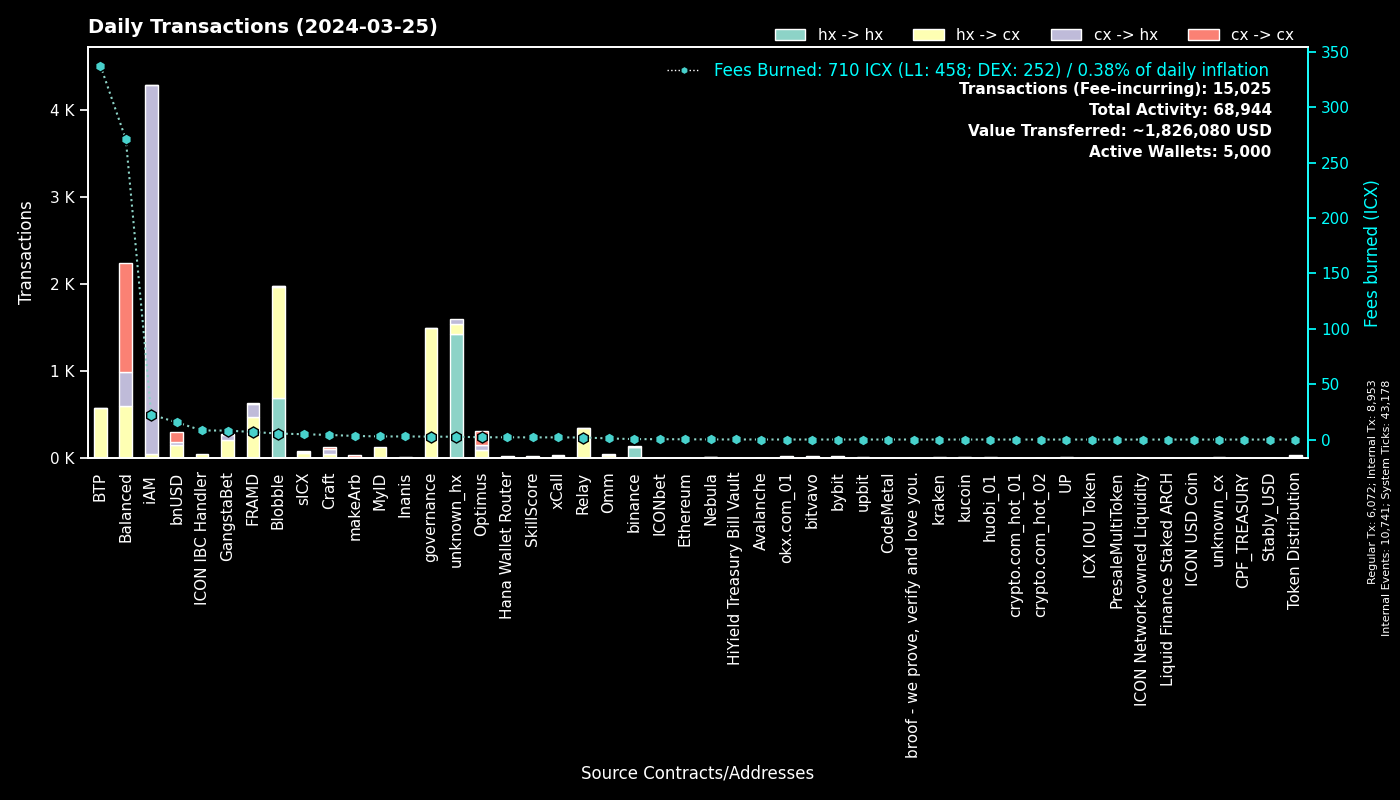 Daily Transactions (2024-03-25)
hx -> hx
hx -> cx
cx -> hx
cx -> cx
Fees Burned: 710 ICX (L1: 458; DEX: 252) / 0.38% of daily inflation
Transactions (Fee-incurring): 15,025
Total Activity: 68,944
Value Transferred: ~1,826,080 USD
Active Wallets: 5,000
Transactions
4 K
3 K
2 K
1 K
0 K
350
300
250
200
150
100
50
0
Fees burned (ICX)
Regular Tx: 6,072; Internal Tx: 8,953
Internal Events: 10,741; System Ticks: 43,178
BTP
Balanced
iAM
bnUSD
ICON IBC Handler
GangstaBet
FRAMD
Blobble
sICX
Craft
makeArb
MyID
Inanis
governance
unknown_hx
Optimus
Hana Wallet Router
SkillScore
xCall
Relay
Omm
binance
ICONbet
Ethereum
Nebula
HiYield Treasury Bill Vault
Avalanche
okx.com_01
bitvavo
bybit
upbit
CodeMetal
broof - we prove, verify and love you.
kraken
kucoin
huobi_01
crypto.com_hot_01
crypto.com_hot_02
UP
ICX IOU Token
PresaleMultiToken
ICON Network-owned Liquidity
Liquid Finance Staked ARCH
ICON USD Coin
unknown_cx
CPF_TREASURY
Stably_USD
Token Distribution
Source Contracts/Addresses